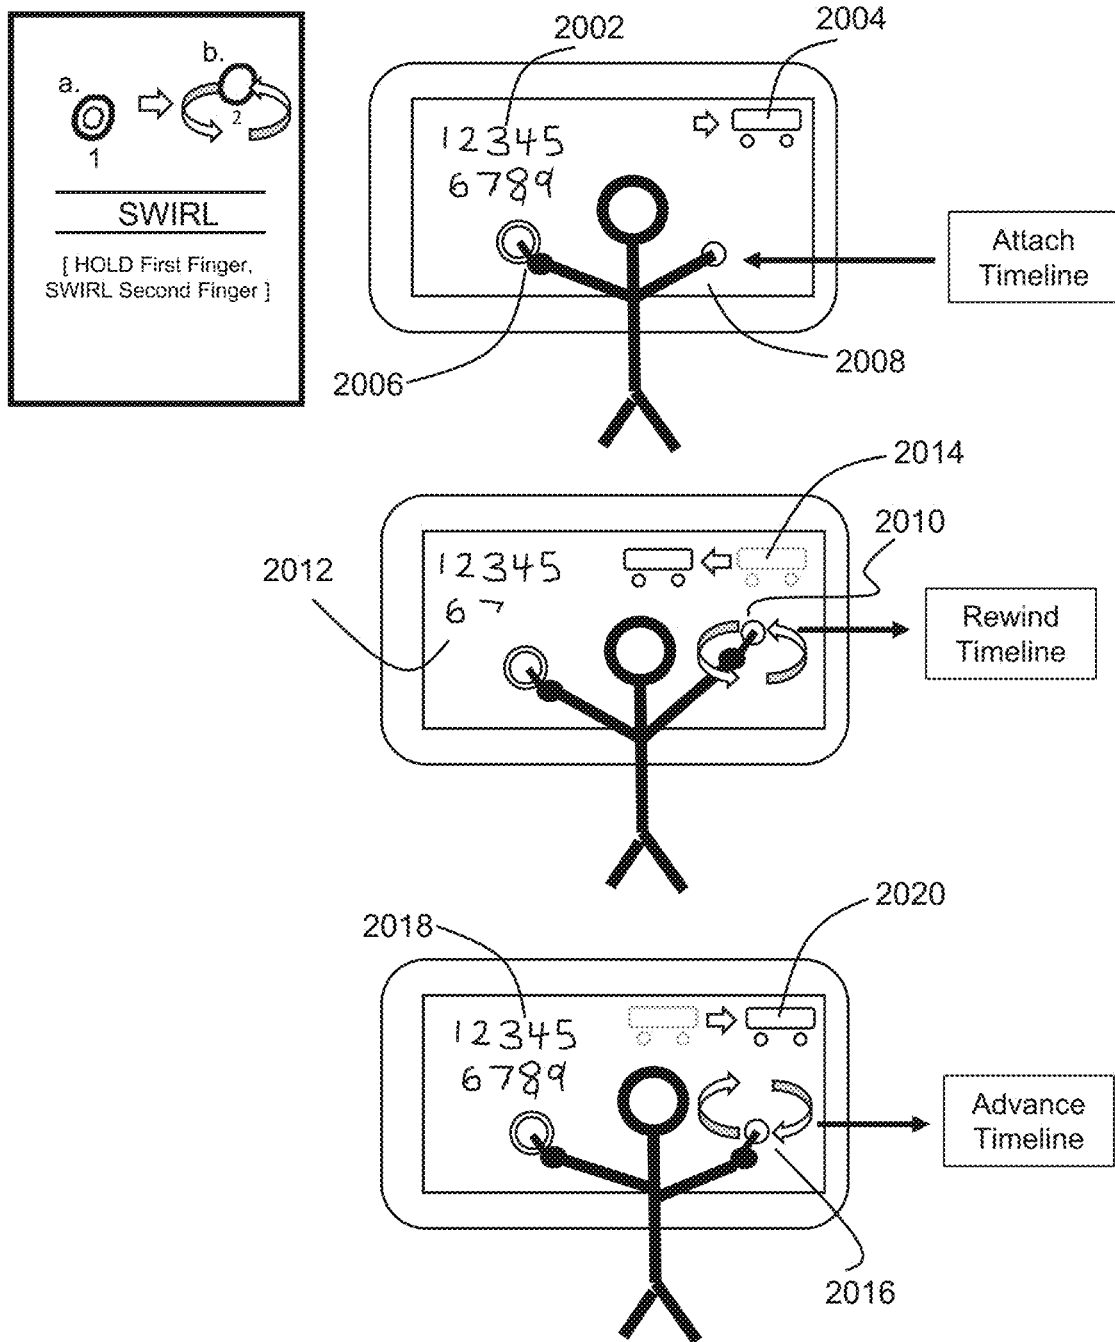 a.
b.
1
2
SWIRL
[ HOLD First Finger,
SWIRL Second Finger ]
2002
2004
12345
6789
Attach
Timeline
2006
2008
2014
2010
2012
12345
67
Rewind
Timeline
2018
2020
12345
6789
Advance
Timeline
2016